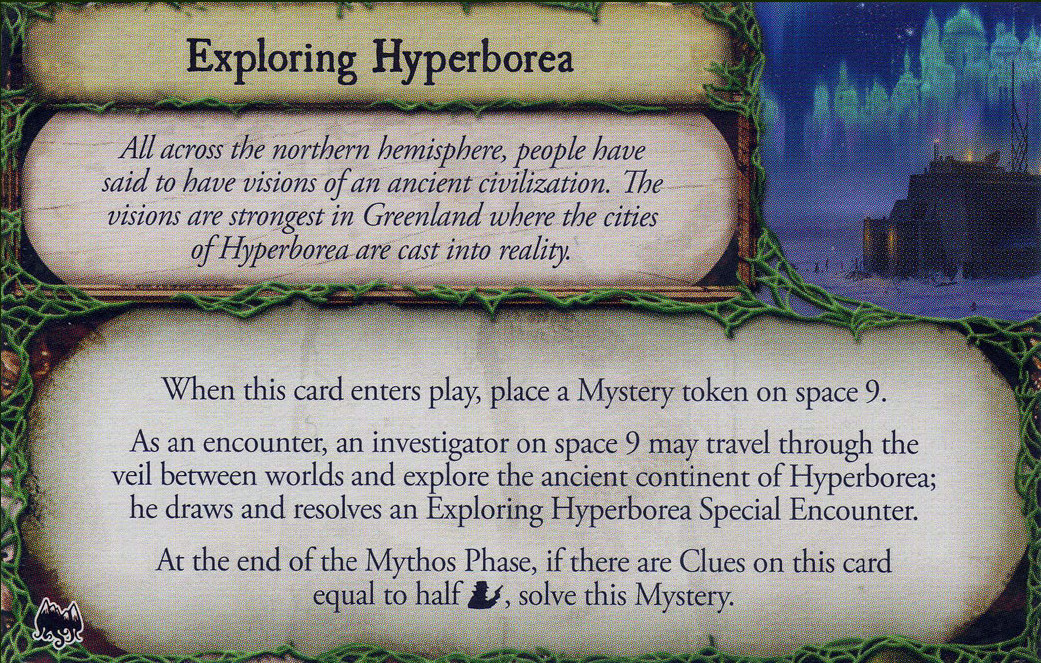 Exploring Hyperborea
All across the northern hemisphere, people have
said to have visions of an ancient civilization. The
visions are strongest in Greenland where the cities
of Hyperborea are cast into reality.
When this card enters play, place a Mystery token on space 9.
As an encounter, an investigator on space 9 may travel through the
veil between worlds and explore the ancient continent of Hyperborea;
he draws and resolves an Exploring Hyperborea Special Encounter.
At the end of the Mythos Phase, if there are Clues on this card
equal to half , solve this Mystery.